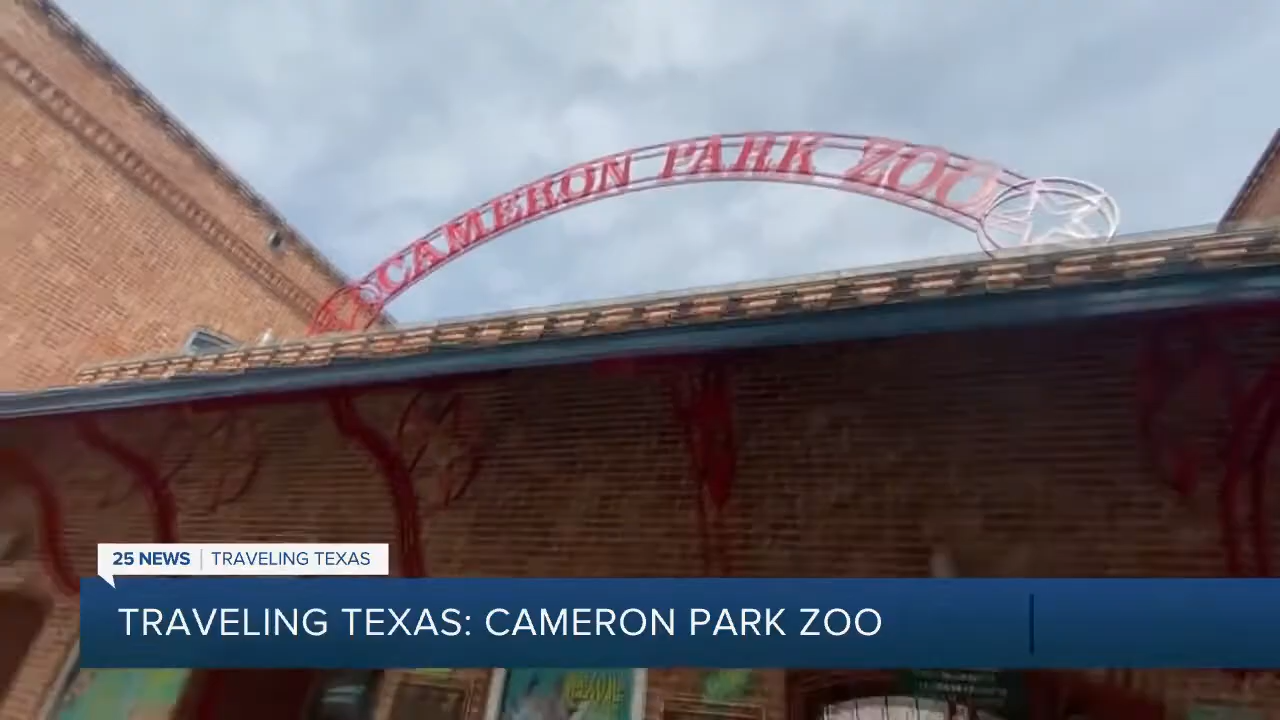 CAMERON PARK ZOO
25 NEWS | TRAVELING TEXAS
TRAVELING TEXAS: CAMERON PARK ZOO